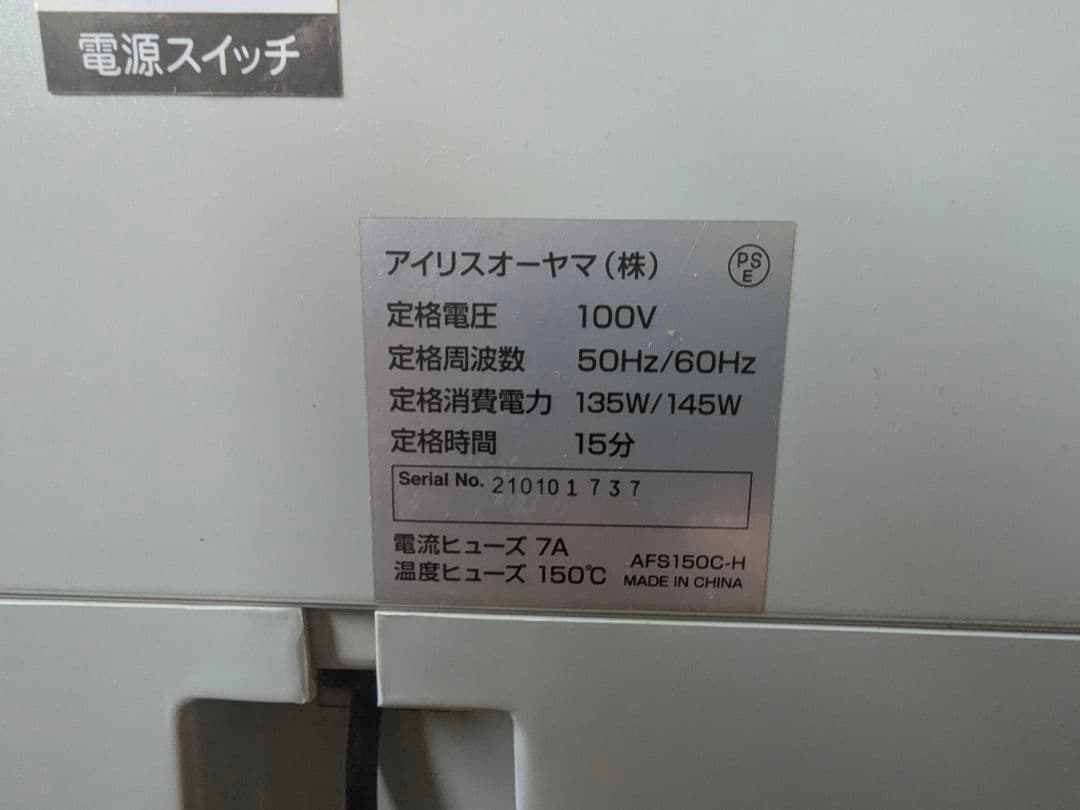 電源スイッチ
アイリスオーヤマ(株) PSE
定格電圧 100V
定格周波数 50Hz/60Hz
定格消費電力 135W/145W
定格時間 15分
Serial No. 210101737
電流ヒューズ 7A
温度ヒューズ 150℃
AFS150C-H
MADE IN CHINA